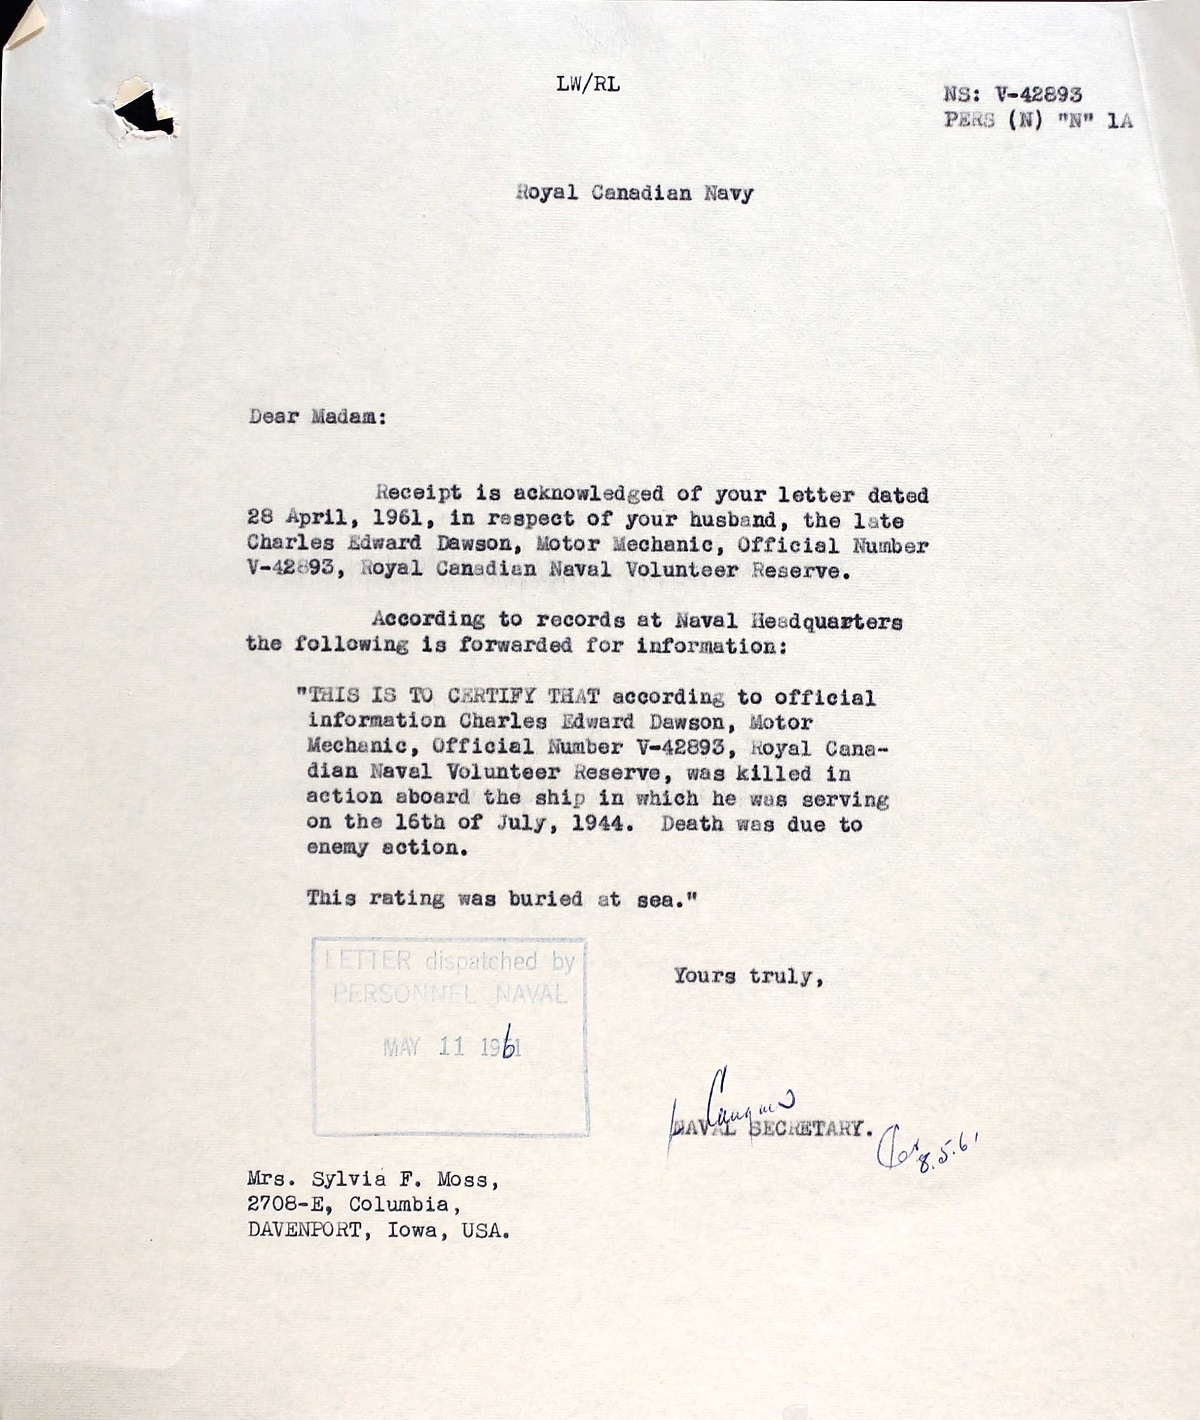 LW/RL
NS: V-42893
PERS (N) "N" 1A
Royal Canadian Navy
Dear Madam:
Receipt is acknowledged of your letter dated
28 April, 1961, in respect of your husband, the late
Charles Edward Dawson, Motor Mechanic, Official Number
V-42893, Royal Canadian Naval Volunteer Reserve.
According to records at Naval Headquarters
the following is forwarded for information:
"THIS IS TO CERTIFY THAT according to official
information Charles Edward Dawson, Motor
Mechanic, Official Number V-42893, Royal Cana-
dian Naval Volunteer Reserve, was killed in
action aboard the ship in which he was serving
on the 16th of July, 1944. Death was due to
enemy action.
This rating was buried at sea."
LETTER dispatched by
PERSONNEL NAVAL
MAY 11 1961
Yours truly,
NAVAL SECRETARY.
8.5.61
Mrs. Sylvia F. Moss,
2708-E, Columbia,
DAVENPORT, Iowa, USA.